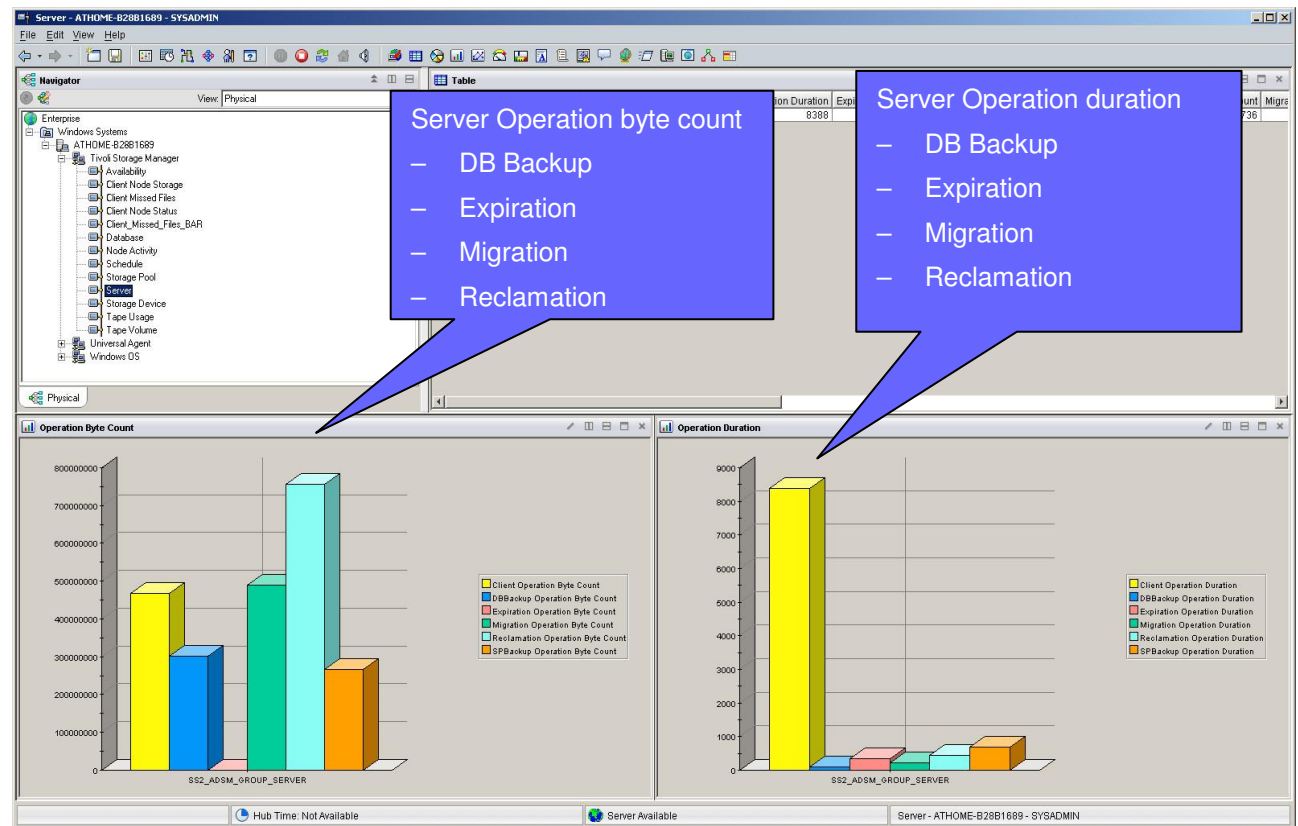 Server - ATHOME-B28B1689 - SYSADMIN
File Edit View Help
Navigator
View: Physical
Enterprise
Windows Systems
ATHOME-B28B1689
Tivoli Storage Manager
Availability
Client Node Storage
Client Missed Files
Client Node Status
Client_Missed_Files_BAR
Database
Node Activity
Schedule
Storage Pool
Server
Storage Device
Tape Usage
Tape Volume
Universal Agent
Windows OS
Physical
Table
ion Duration Expi
8388
unt Migra
736
Server Operation byte count
– DB Backup
– Expiration
– Migration
– Reclamation
Server Operation duration
– DB Backup
– Expiration
– Migration
– Reclamation
Operation Byte Count
800000000
700000000
600000000
500000000
400000000
300000000
200000000
100000000
0
SS2_ADSM_GROUP_SERVER
Client Operation Byte Count
DBBackup Operation Byte Count
Expiration Operation Byte Count
Migration Operation Byte Count
Reclamation Operation Byte Count
SPBackup Operation Byte Count
Operation Duration
9000
8000
7000
6000
5000
4000
3000
2000
1000
0
SS2_ADSM_GROUP_SERVER
Client Operation Duration
DBBackup Operation Duration
Expiration Operation Duration
Migration Operation Duration
Reclamation Operation Duration
SPBackup Operation Duration
Hub Time: Not Available
Server Available
Server - ATHOME-B28B1689 - SYSADMIN